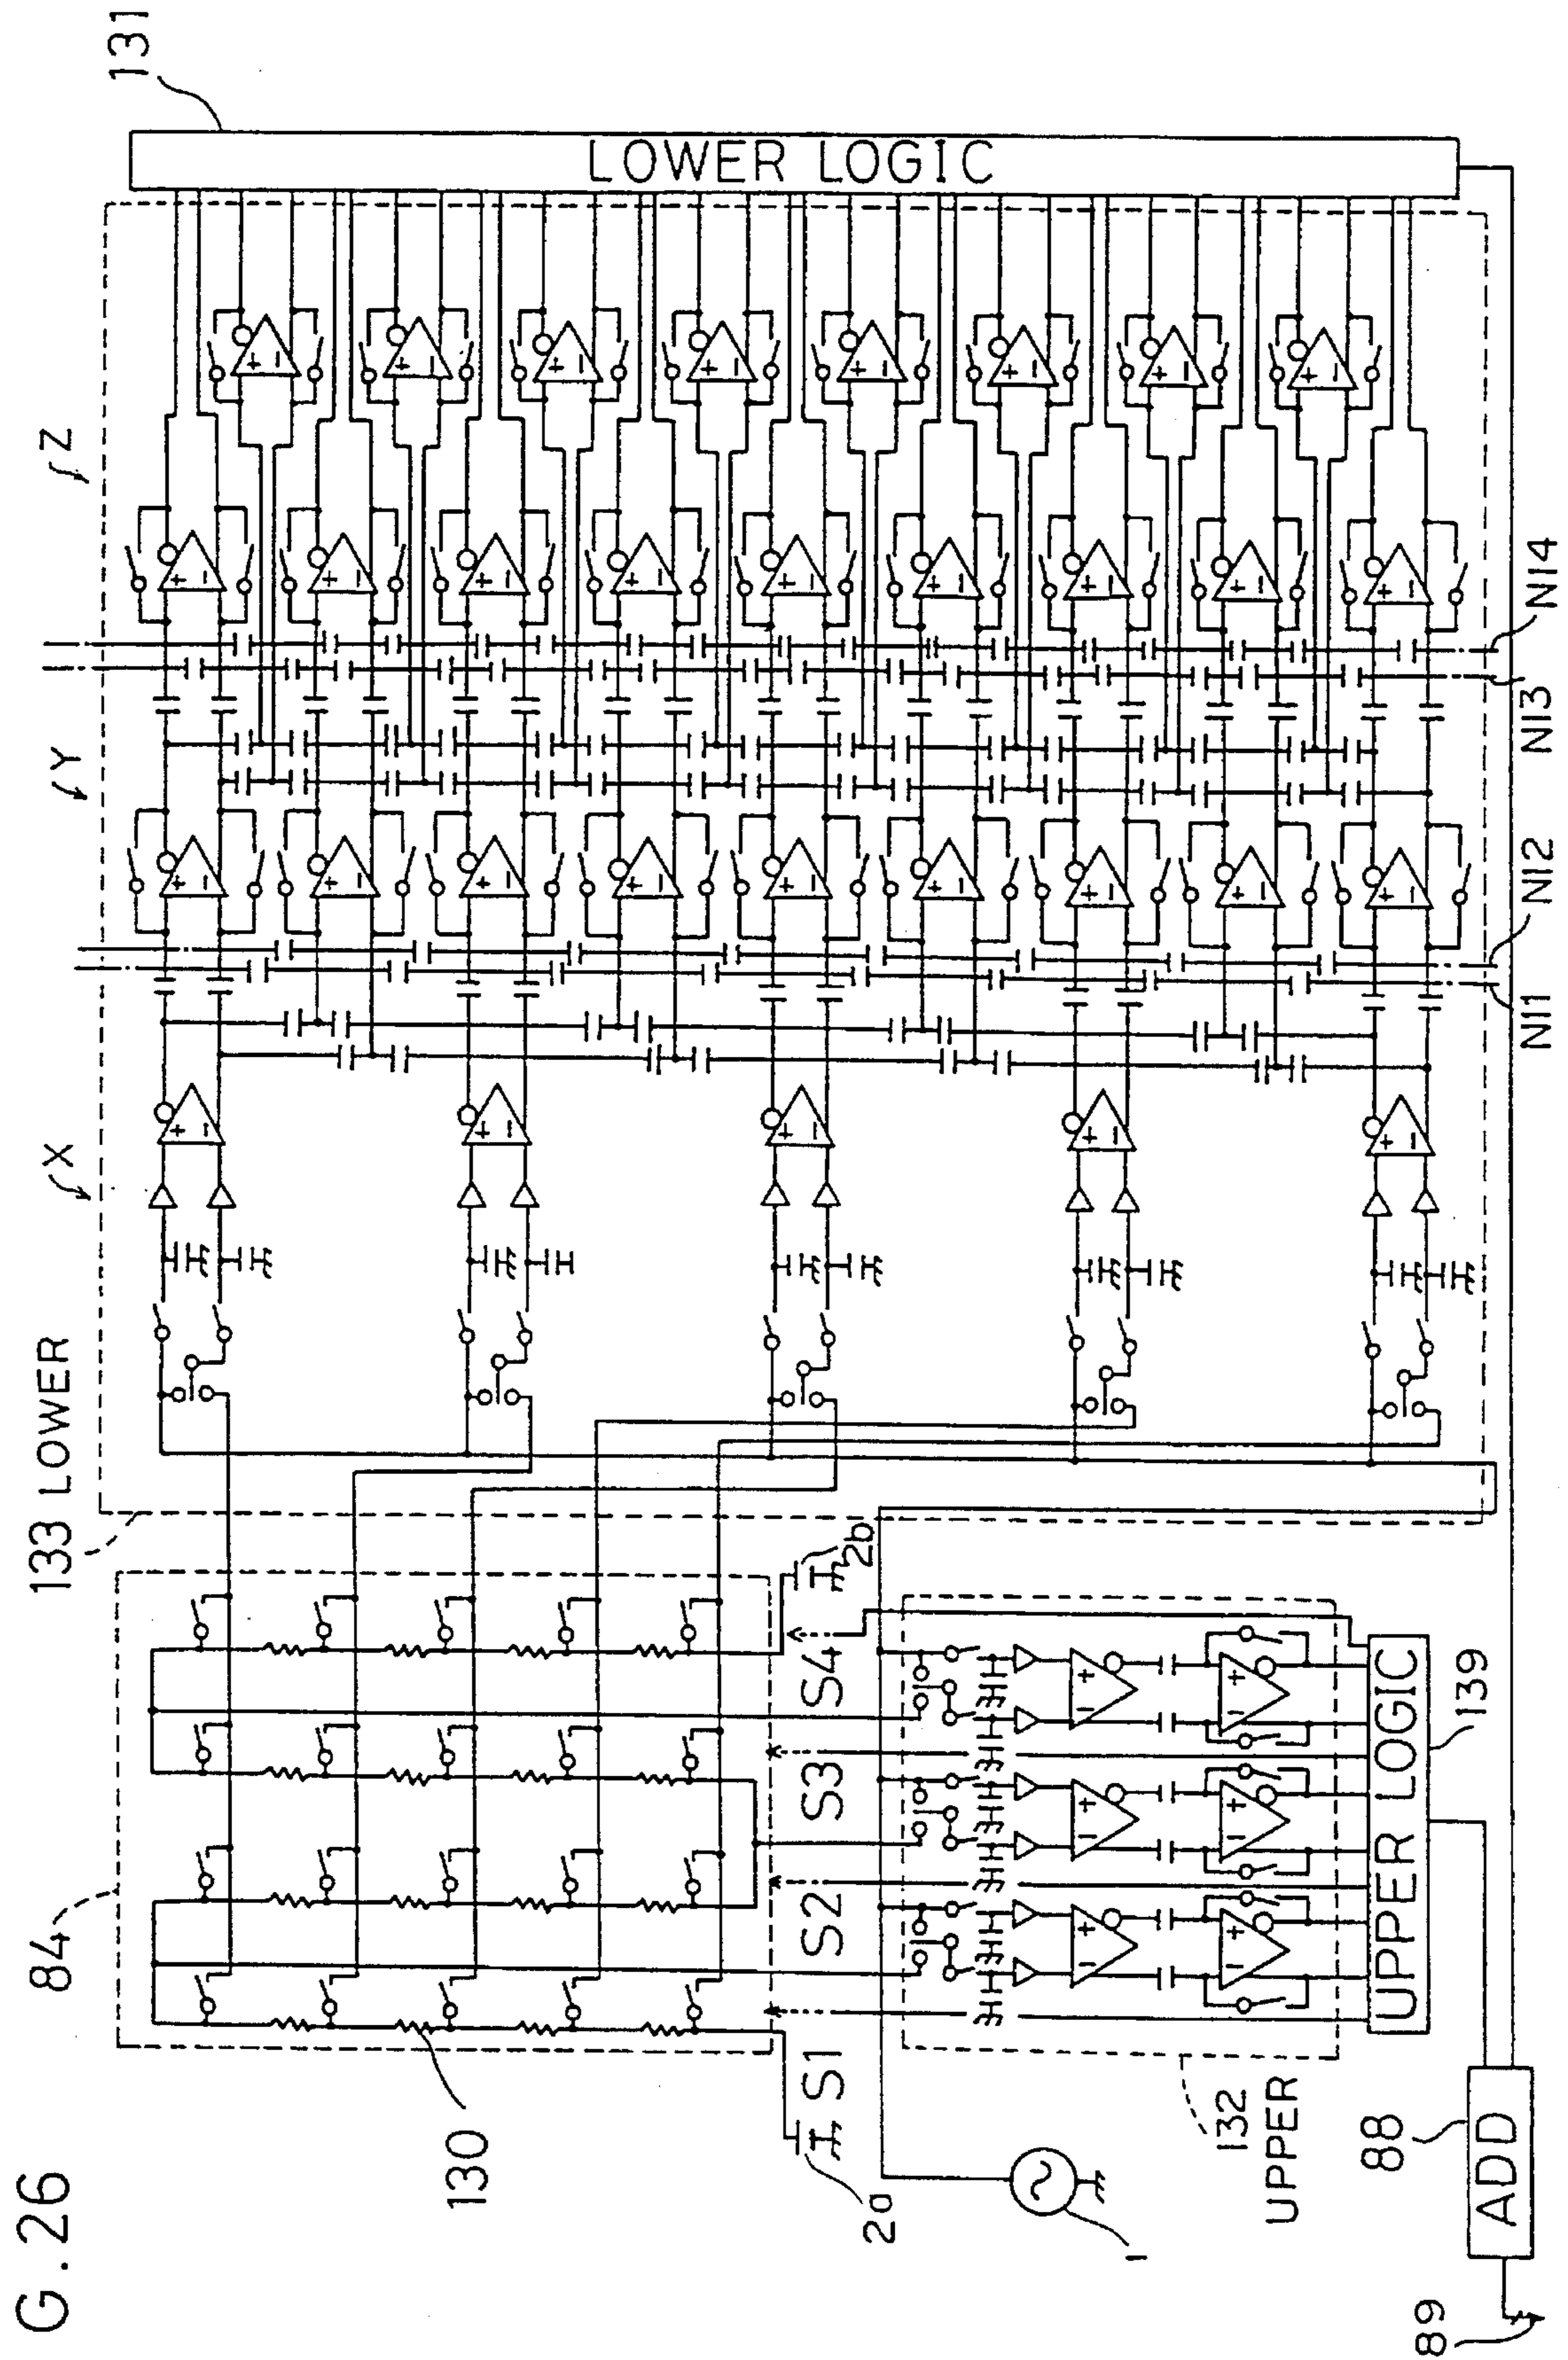 G.26
84
133 LOWER
X
Y
Z
131
130
LOWER LOGIC
2a
S1
S2
S3
S4
2b
1
132
UPPER
UPPER LOGIC
139
N11
N12
N13
N14
88
ADD
89